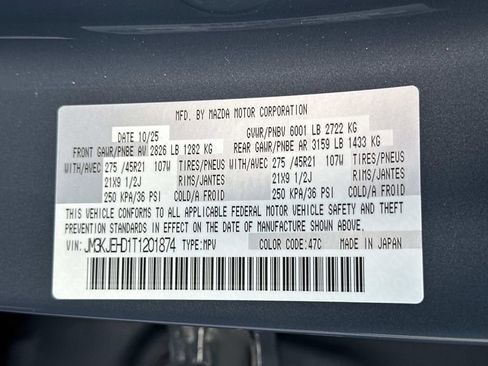 MFD. BY MAZDA MOTOR CORPORATION
DATE 10/25 GVWR/PNBV 6001 LB 2722 KG
FRONT GAWR/PNBE AV 2826 LB 1282 KG REAR GAWR/PNBE AR 3159 LB 1433 KG
WITH/AVEC 275 /45R21 107W TIRES/PNEUS WITH/AVEC 275 /45R21 107W TIRES/PNEUS
21X9 1/2J RIMS/JANTES 21X9 1/2J RIMS/JANTES
250 KPA/36 PSI COLD/A FROID 250 KPA/36 PSI COLD/A FROID
THIS VEHICLE CONFORMS TO ALL APPLICABLE FEDERAL MOTOR VEHICLE SAFETY AND THEFT
PREVENTION STANDARDS IN EFFECT ON THE DATE OF MANUFACTURE SHOWN ABOVE.
VIN: JM3KJEHD1T1201874 TYPE: MPV COLOR CODE: 47C MADE IN JAPAN